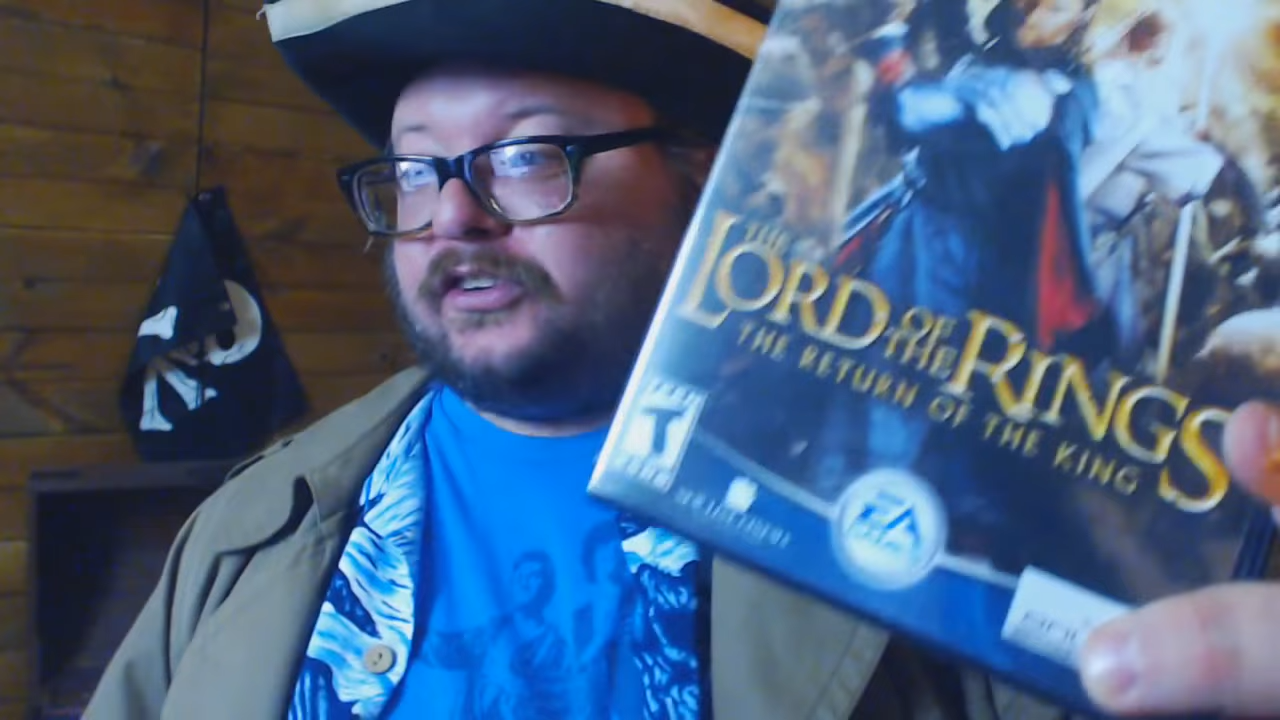 THE
LORD OF THE RINGS
THE RETURN OF THE KING
T
EA